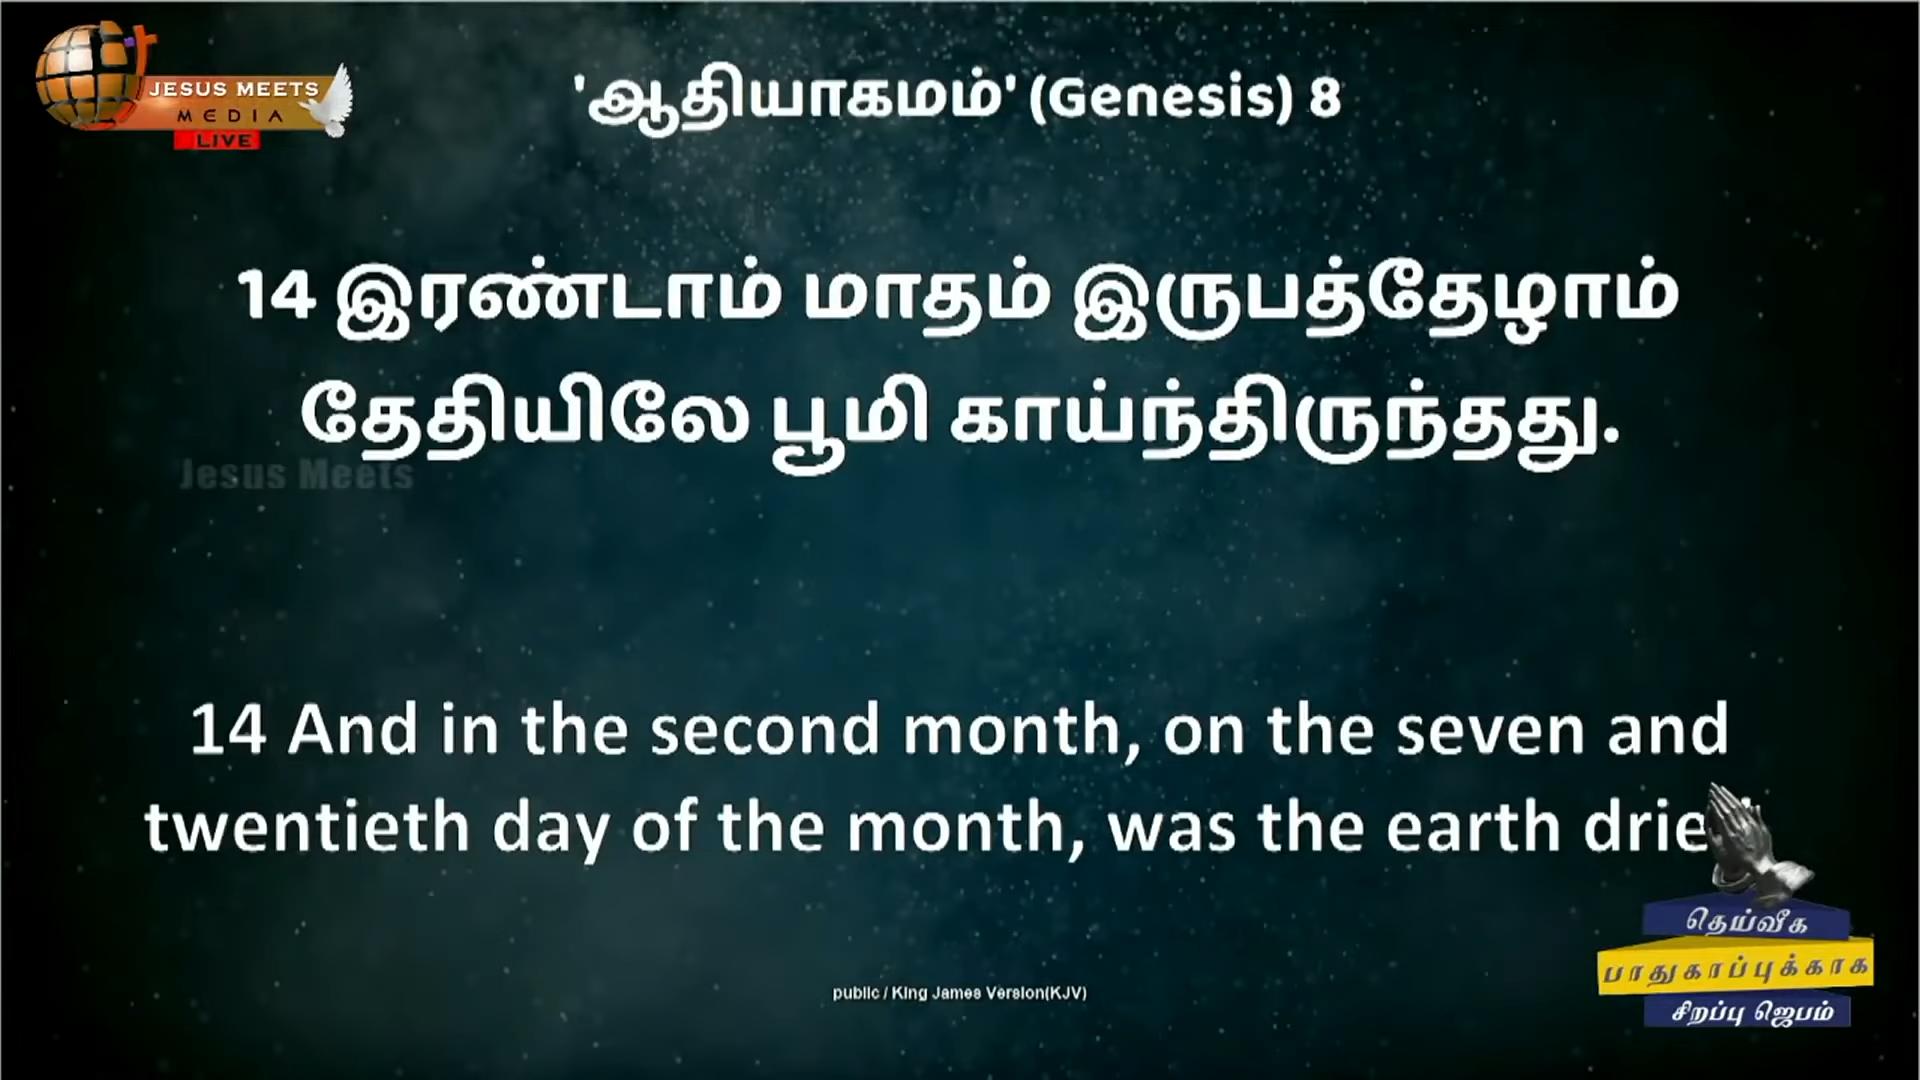 JESUS MEETS
MEDIA
LIVE
'ஆதியாகமம்' (Genesis) 8
14 இரண்டாம் மாதம் இருபத்தேழாம்
தேதியிலே பூமி காய்ந்திருந்தது.
Jesus Meets
14 And in the second month, on the seven and
twentieth day of the month, was the earth drie
தெய்வீக
பாதுகாப்புக்காக
சிறப்பு ஜெபம்
public / King James Version(KJV)